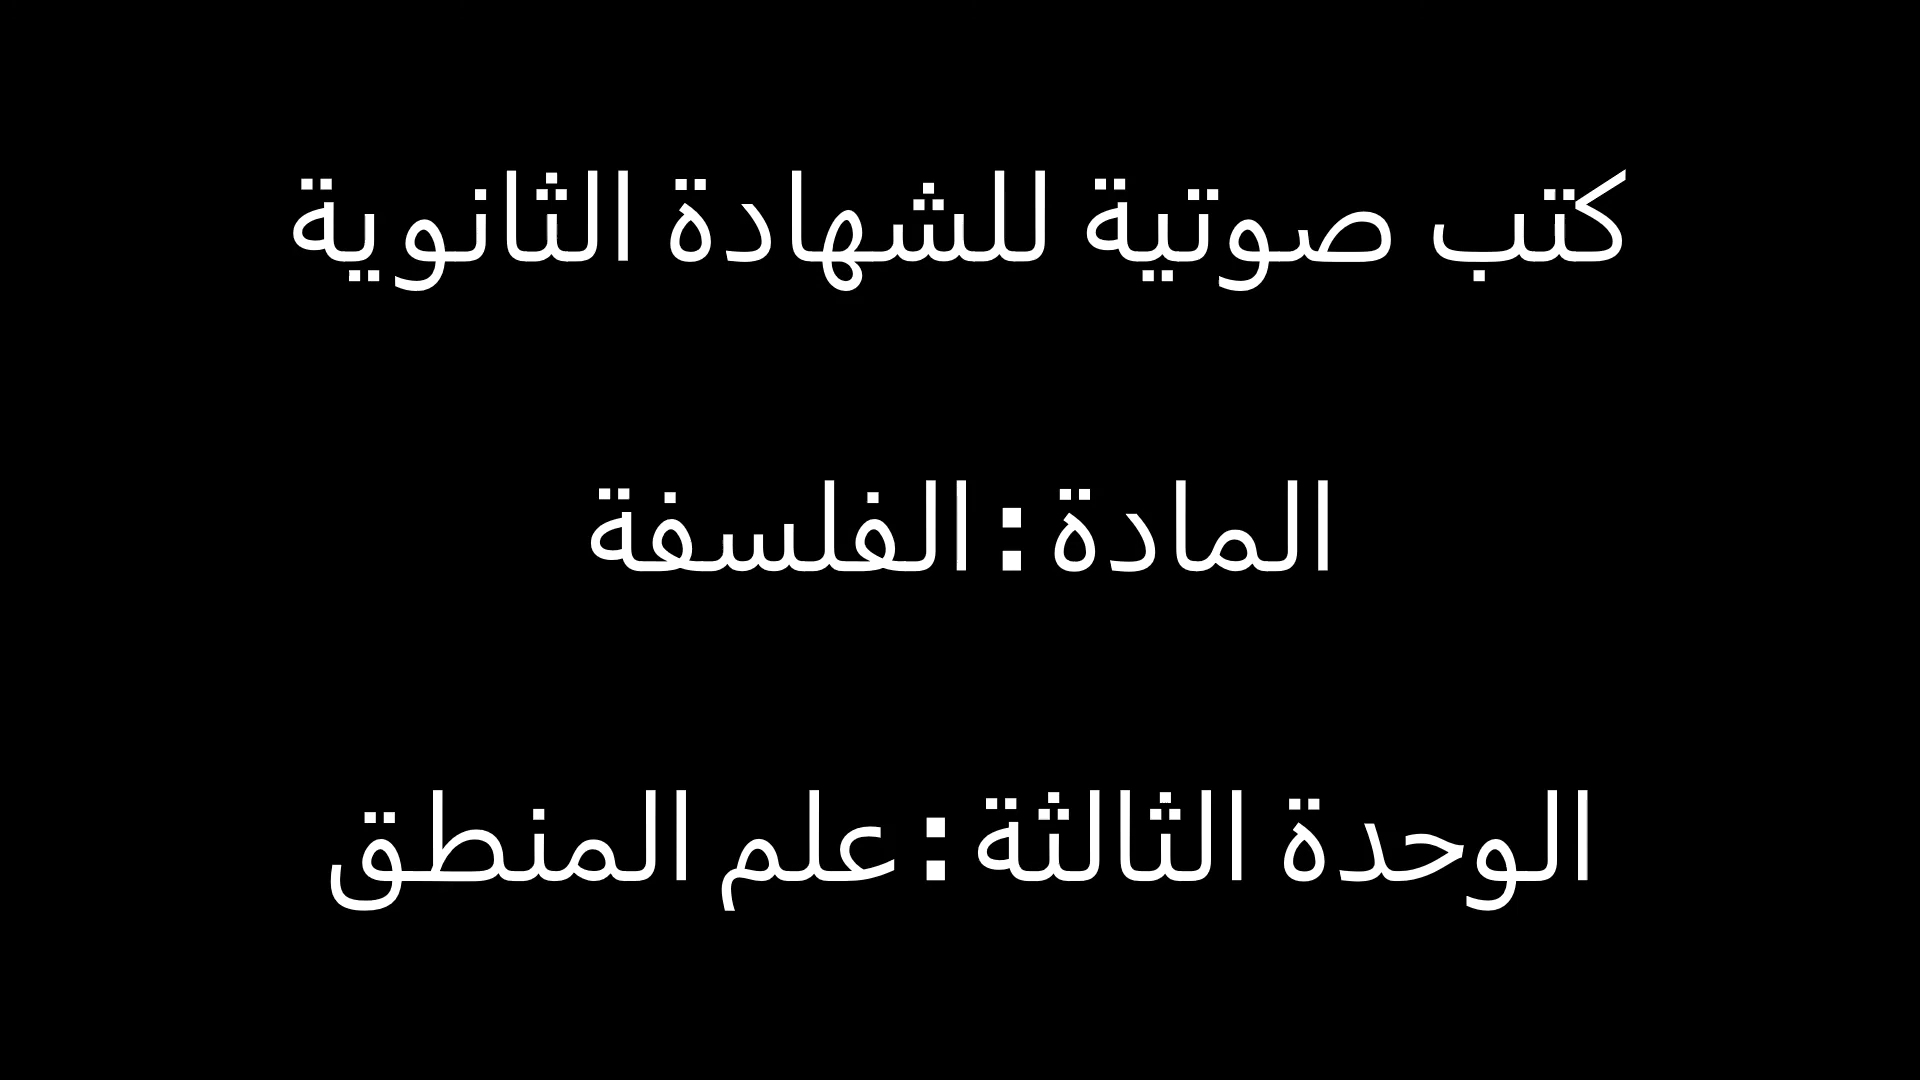 كتب صوتية للشهادة الثانوية
المادة : الفلسفة
الوحدة الثالثة : علم المنطق